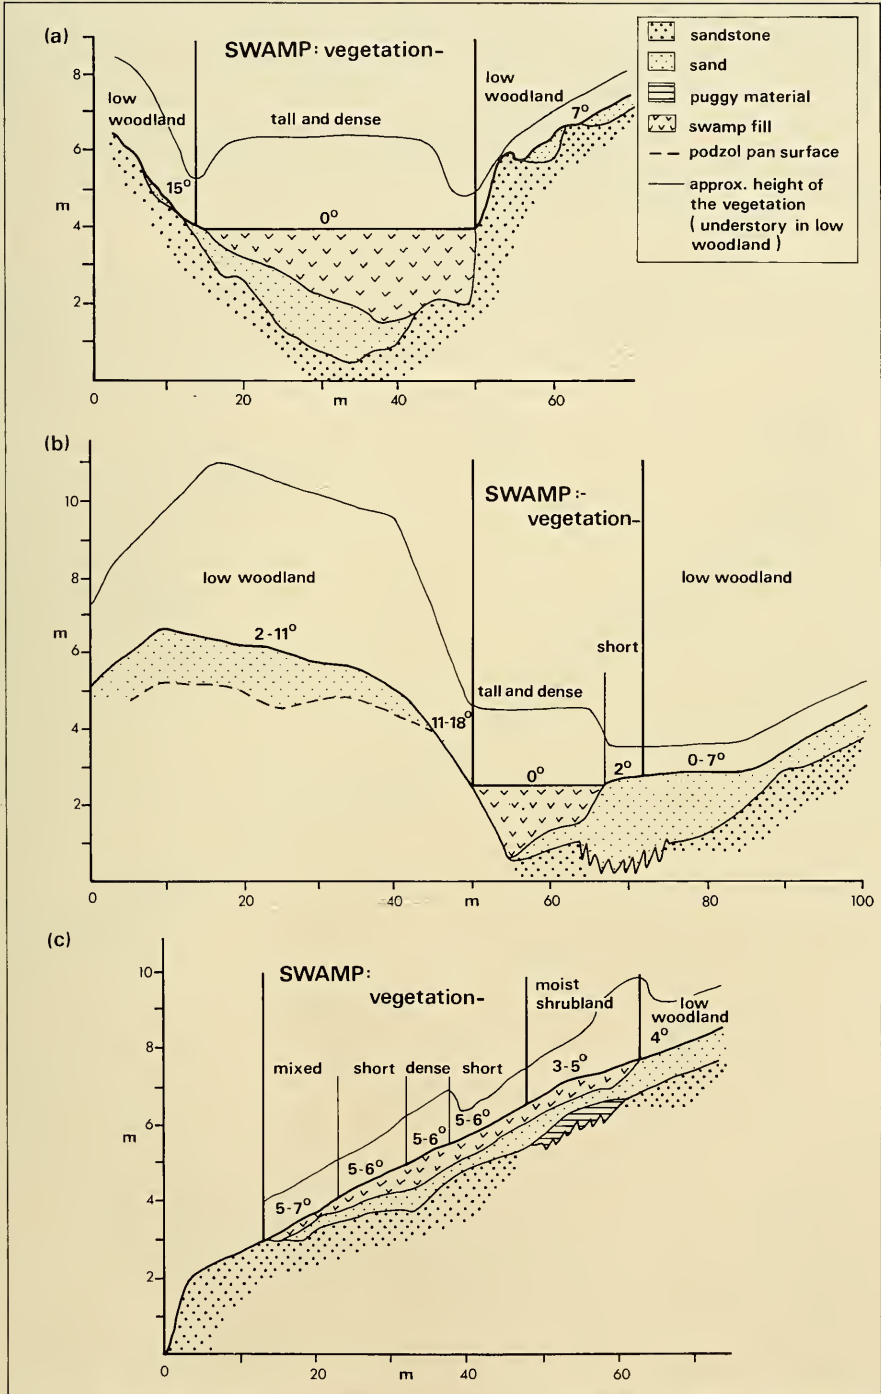 (a)
SWAMP: vegetation-
low woodland
tall and dense
low woodland
15°
0°
7°
8
6
m
4
2
0
20
m
40
60
sandstone
sand
puggy material
swamp fill
podzol pan surface
approx. height of
the vegetation
( understory in low
woodland )
(b)
SWAMP:-
vegetation-
low woodland
low woodland
short
tall and dense
2-11°
11-18°
0°
2°
0-7°
10
8
m
6
4
2
0
20
40
m
60
80
100
(c)
SWAMP:
vegetation-
moist
shrubland
low
woodland
mixed
short
dense
short
4°
3-5°
5-6°
5-6°
5-6°
5-7°
10
8
m
6
4
2
0
20
m
40
60